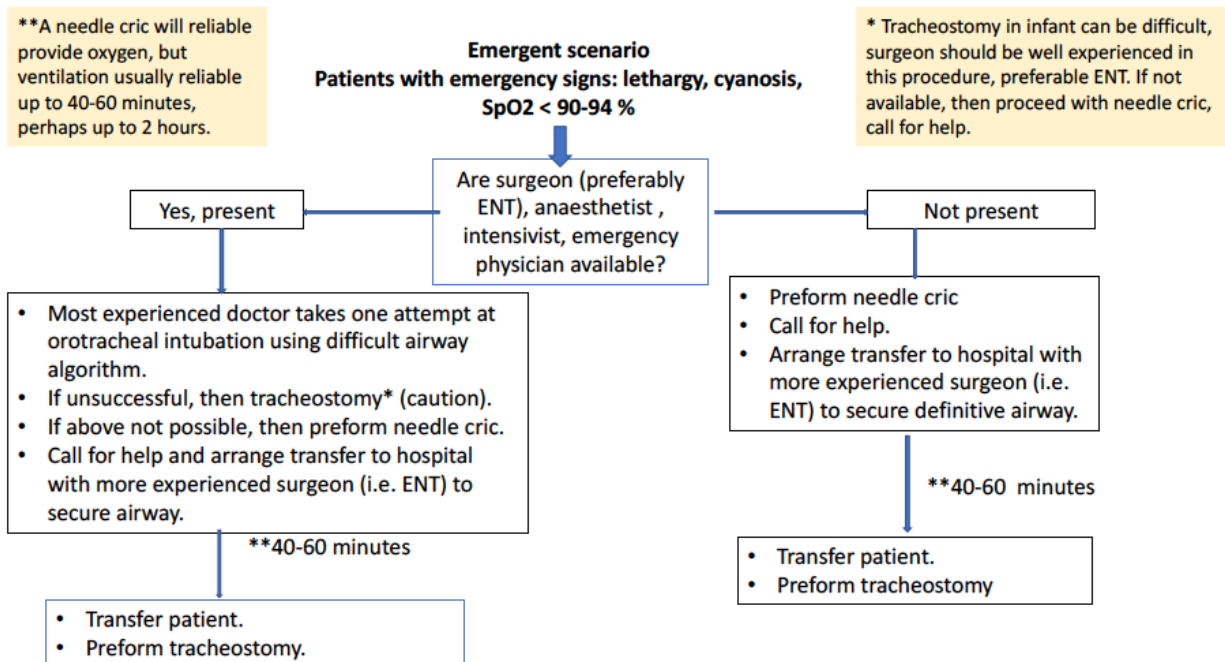 **A needle cric will reliable
provide oxygen, but
ventilation usually reliable
up to 40-60 minutes,
perhaps up to 2 hours.
Emergent scenario
Patients with emergency signs: lethargy, cyanosis,
SpO2 < 90-94 %
* Tracheostomy in infant can be difficult,
surgeon should be well experienced in
this procedure, preferable ENT. If not
available, then proceed with needle cric,
call for help.
Are surgeon (preferably
ENT), anaesthetist ,
intensivist, emergency
physician available?
Yes, present
Not present
• Most experienced doctor takes one attempt at
orotracheal intubation using difficult airway
algorithm.
• If unsuccessful, then tracheostomy* (caution).
• If above not possible, then preform needle cric.
• Call for help and arrange transfer to hospital
with more experienced surgeon (i.e. ENT) to
secure airway.
• Preform needle cric
• Call for help.
• Arrange transfer to hospital with
more experienced surgeon (i.e.
ENT) to secure definitive airway.
**40-60 minutes
**40-60 minutes
• Transfer patient.
• Preform tracheostomy.
• Transfer patient.
• Preform tracheostomy